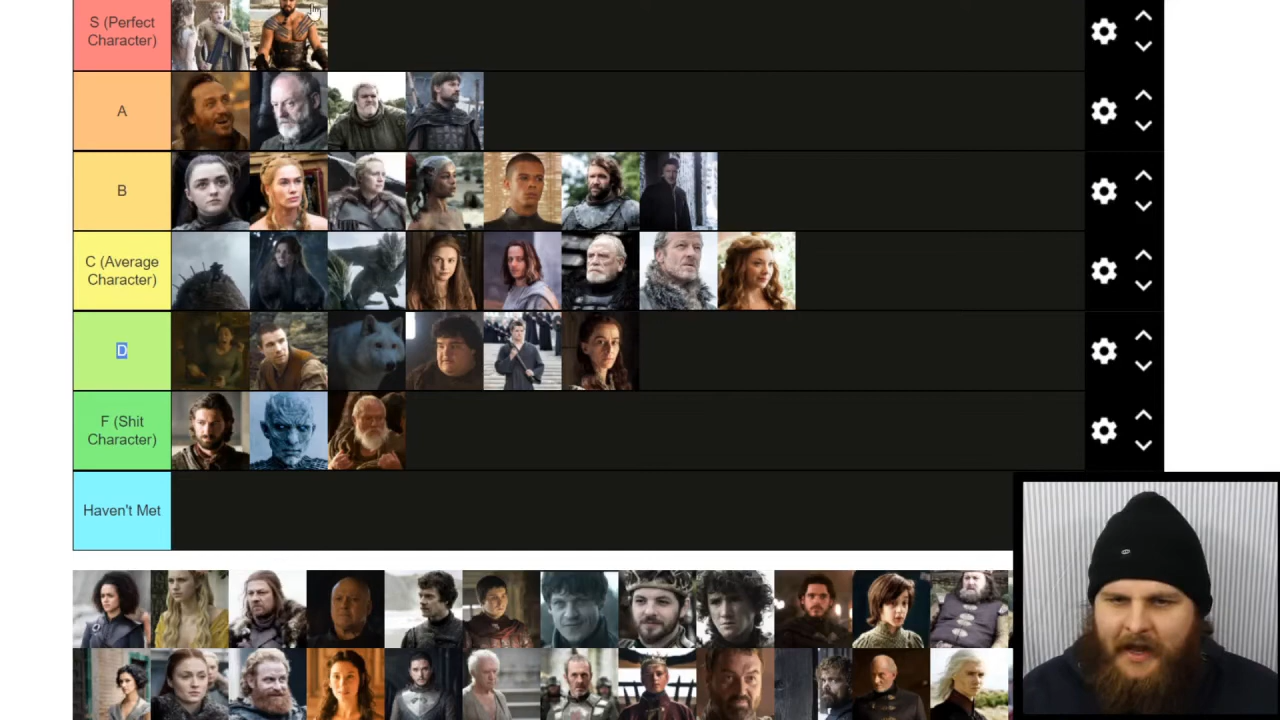 S (Perfect
Character)
A
B
C (Average
Character)
D
F (Shit
Character)
Haven't Met